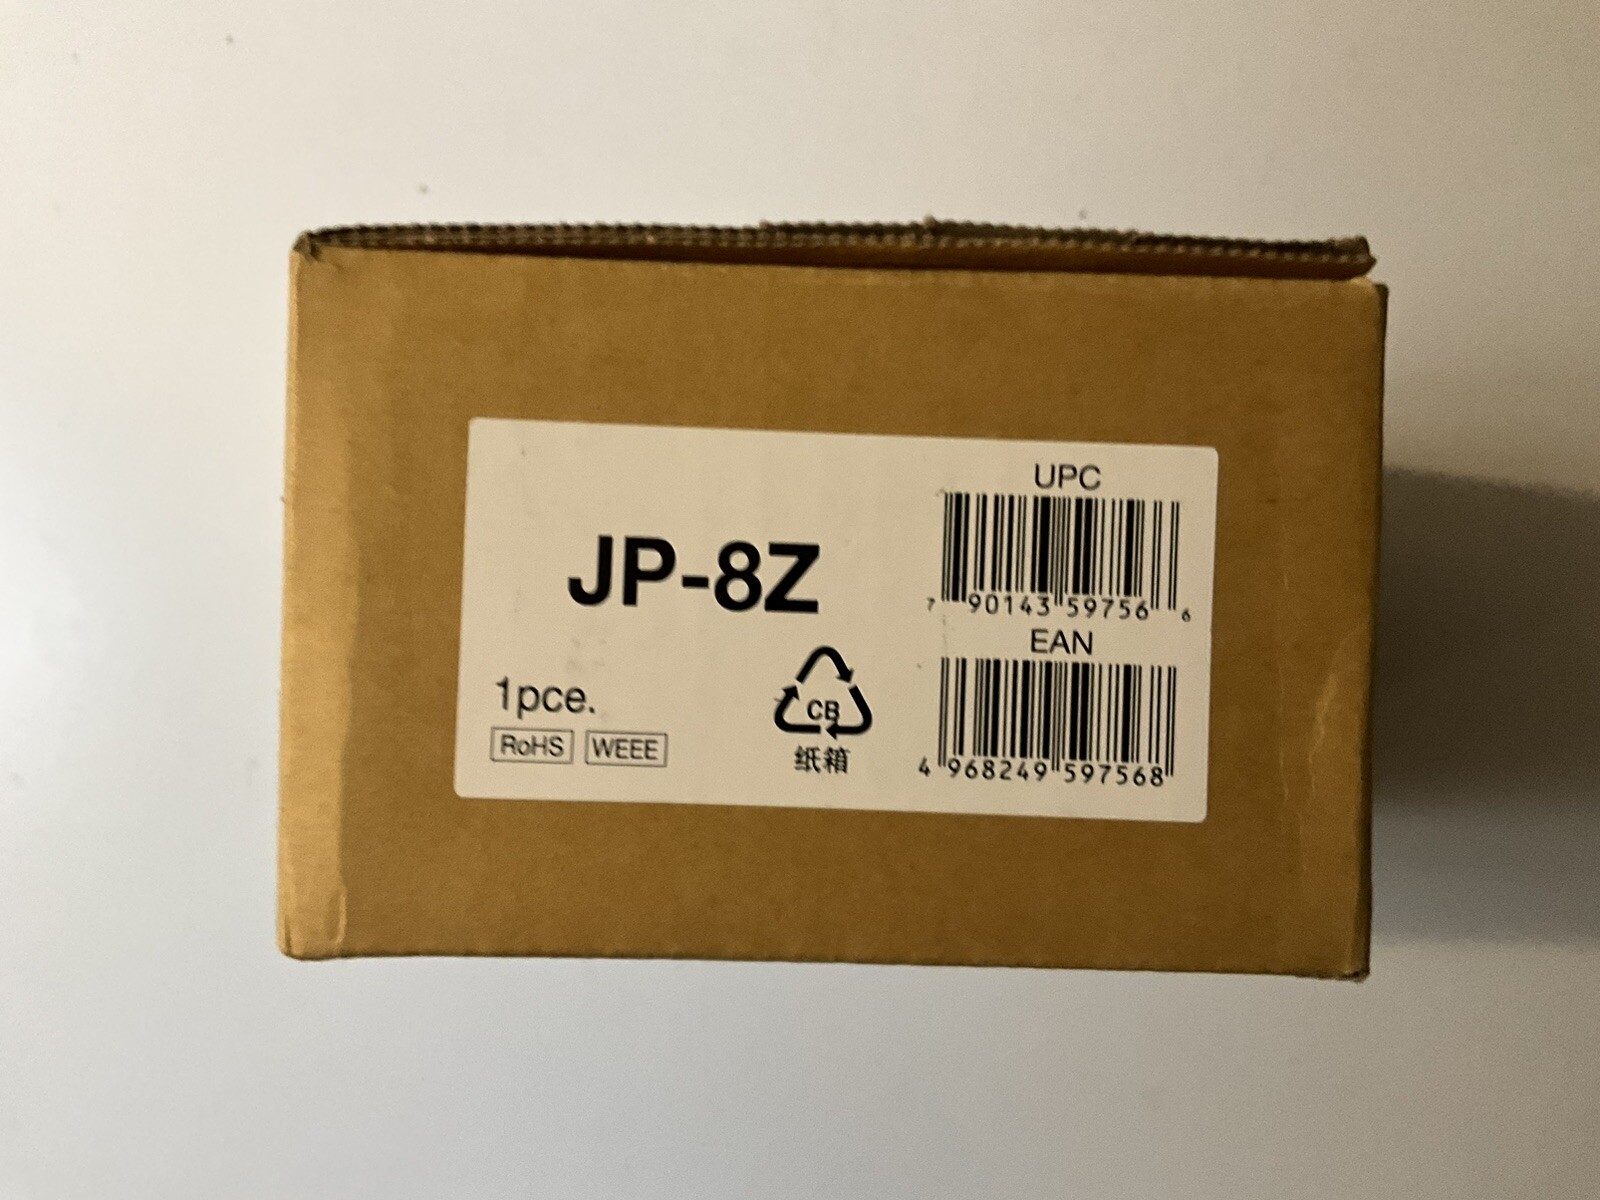 JP-8Z
1pce.
RoHS WEEE
CB
纸箱
UPC
7 90143 59756 6
EAN
4 968249 597568